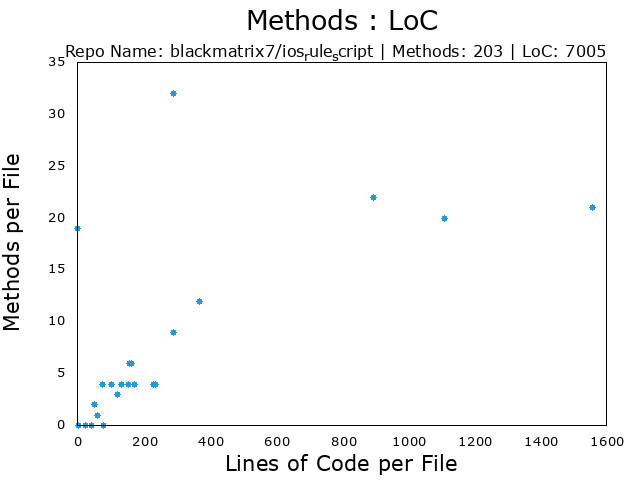 Methods : LoC
Repo Name: blackmatrix7/ios_rule_script | Methods: 203 | LoC: 7005
Methods per File
35
30
25
20
15
10
5
0
0 200 400 600 800 1000 1200 1400 1600
Lines of Code per File